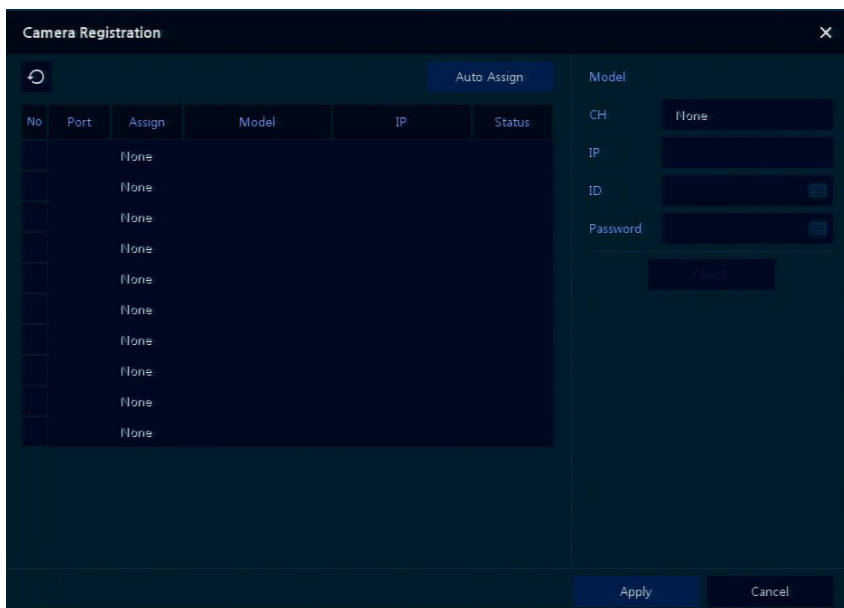 Camera Registration
Auto Assign
No Port Assign Model IP Status
None
None
None
None
None
None
None
None
None
None
Model
CH None
IP
ID
Password
Check
Apply Cancel